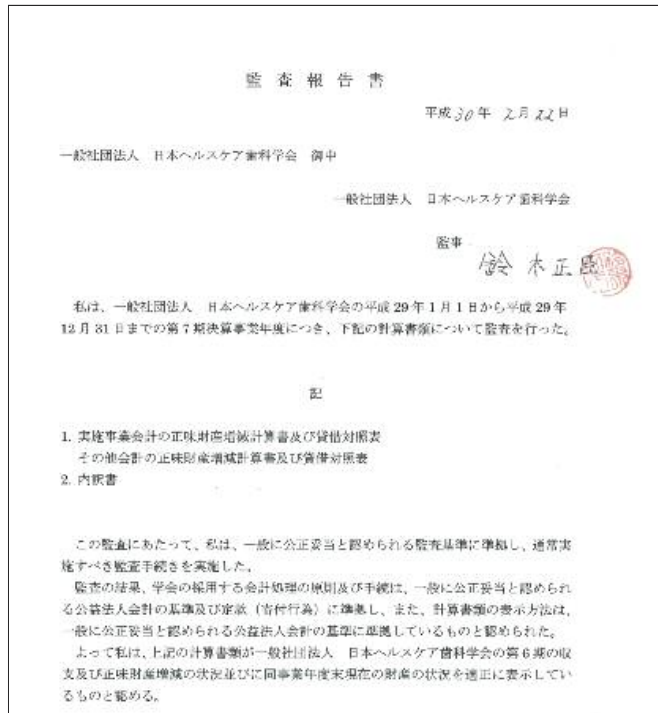 監査報告書
平成30年 2月22日
一般社団法人　日本ヘルスケア歯科学会　御中
一般社団法人　日本ヘルスケア歯科学会
監事
鈴木正臣
私は、一般社団法人　日本ヘルスケア歯科学会の平成29年1月1日から平成29年
12月31日までの第7期決算事業年度につき、下記の計算書類について監査を行った。
記
1. 実施事業会計の正味財産増減計算書及び貸借対照表
その他会計の正味財産増減計算書及び貸借対照表
2. 内訳書
この監査にあたって、私は、一般に公正妥当と認められる監査基準に準拠し、通常実
施すべき監査手続きを実施した。
監査の結果、学会の採用する会計処理の原則及び手続は、一般に公正妥当と認められ
る公益法人会計の基準及び定款（寄付行為）に準拠し、また、計算書類の表示方法は、
一般に公正妥当と認められる公益法人会計の基準に準拠しているものと認められた。
よって私は、上記の計算書類が一般社団法人　日本ヘルスケア歯科学会の第6期の収
支及び正味財産増減の状況並びに同事業年度末現在の財産の状況を適正に表示してい
るものと認める。